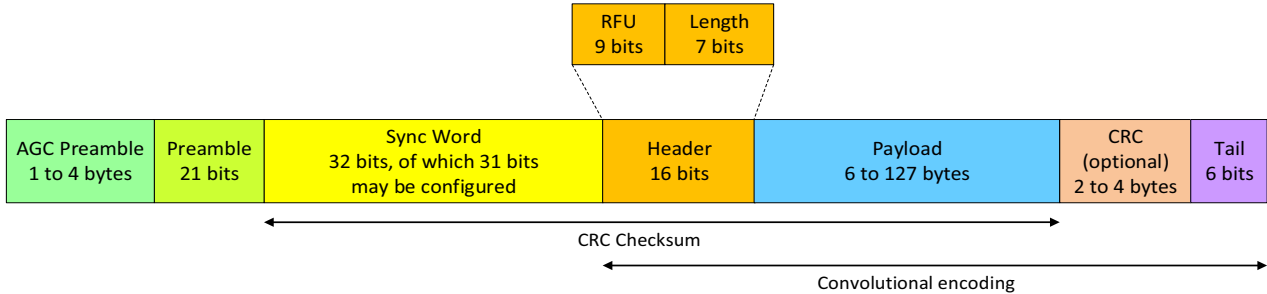 RFU
9 bits
Length
7 bits
AGC Preamble
1 to 4 bytes
Preamble
21 bits
Sync Word
32 bits, of which 31 bits
may be configured
Header
16 bits
Payload
6 to 127 bytes
CRC
(optional)
2 to 4 bytes
Tail
6 bits
CRC Checksum
Convolutional encoding